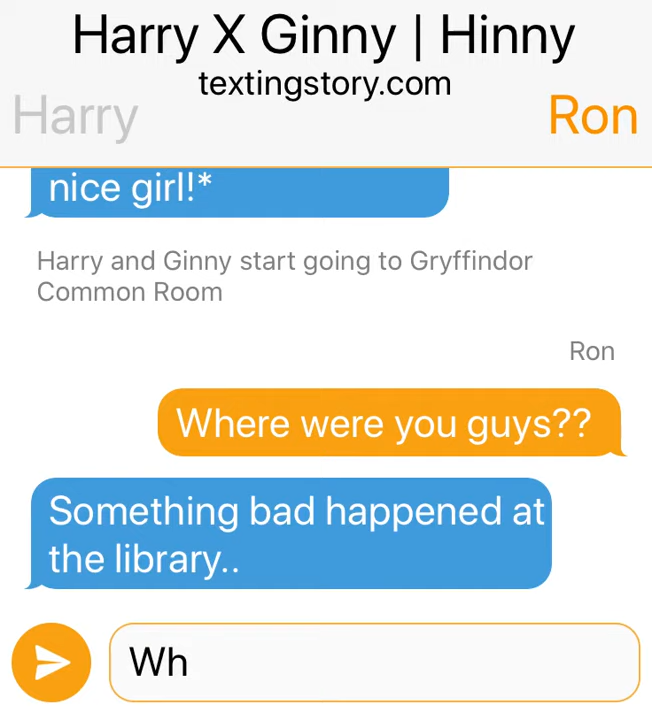 Harry X Ginny | Hinny
textingstory.com
Harry
Ron
nice girl!*
Harry and Ginny start going to Gryffindor
Common Room
Ron
Where were you guys??
Something bad happened at
the library..
Wh